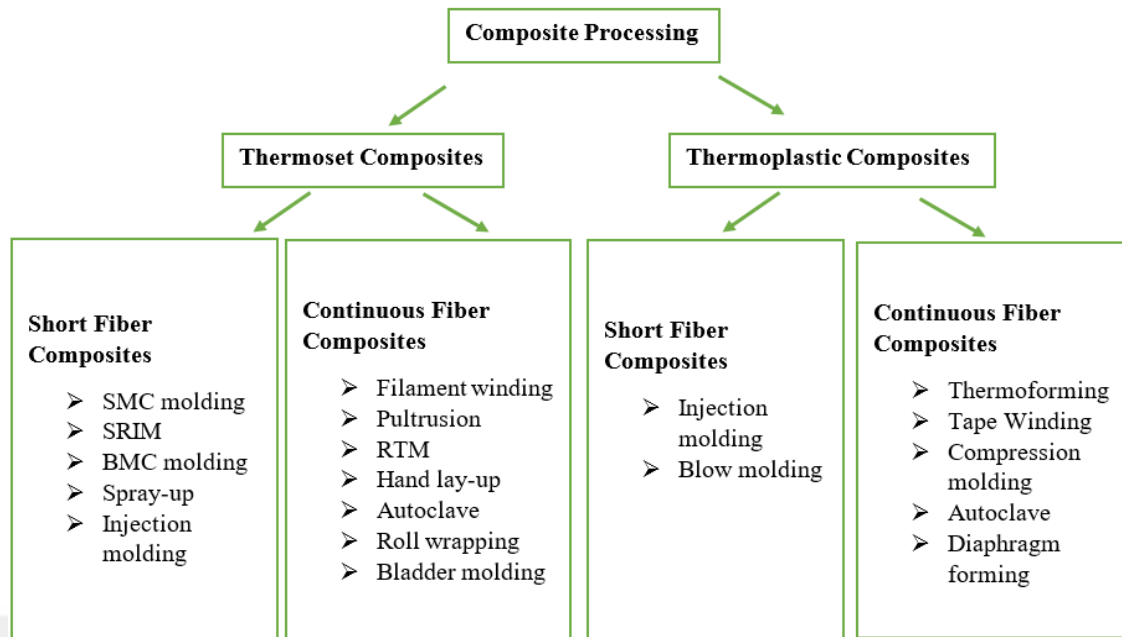 Composite Processing
Thermoset Composites
Thermoplastic Composites
Short Fiber
Composites
➢ SMC molding
➢ SRIM
➢ BMC molding
➢ Spray-up
➢ Injection
molding
Continuous Fiber
Composites
➢ Filament winding
➢ Pultrusion
➢ RTM
➢ Hand lay-up
➢ Autoclave
➢ Roll wrapping
➢ Bladder molding
Short Fiber
Composites
➢ Injection
molding
➢ Blow molding
Continuous Fiber
Composites
➢ Thermoforming
➢ Tape Winding
➢ Compression
molding
➢ Autoclave
➢ Diaphragm
forming